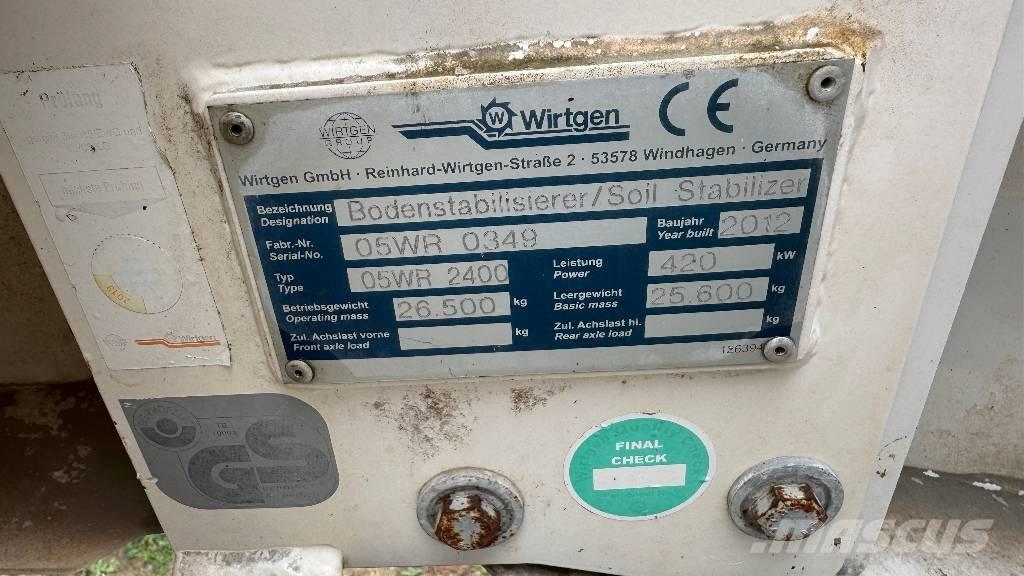 Prüfung
nächste Prüfung
WIRTGEN
GROUP
W Wirtgen CE
Wirtgen GmbH · Reinhard-Wirtgen-Straße 2 · 53578 Windhagen · Germany
Bezeichnung
Designation
Bodenstabilisierer/Soil Stabilizer
Fabr.-Nr.
Serial-No.
05WR 0349
Baujahr
Year built
2012
Typ
Type
05WR 2400
Leistung
Power
420 kW
Betriebsgewicht
Operating mass
26.500 kg
Leergewicht
Basic mass
25.600 kg
Zul. Achslast vorne
Front axle load
kg
Zul. Achslast hi.
Rear axle load
kg
Wirtgen
GS
FINAL
CHECK
MASCUS